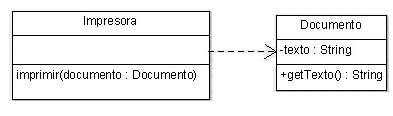 Impresora
imprimir(documento : Documento)
Documento
-texto : String
+getTexto() : String